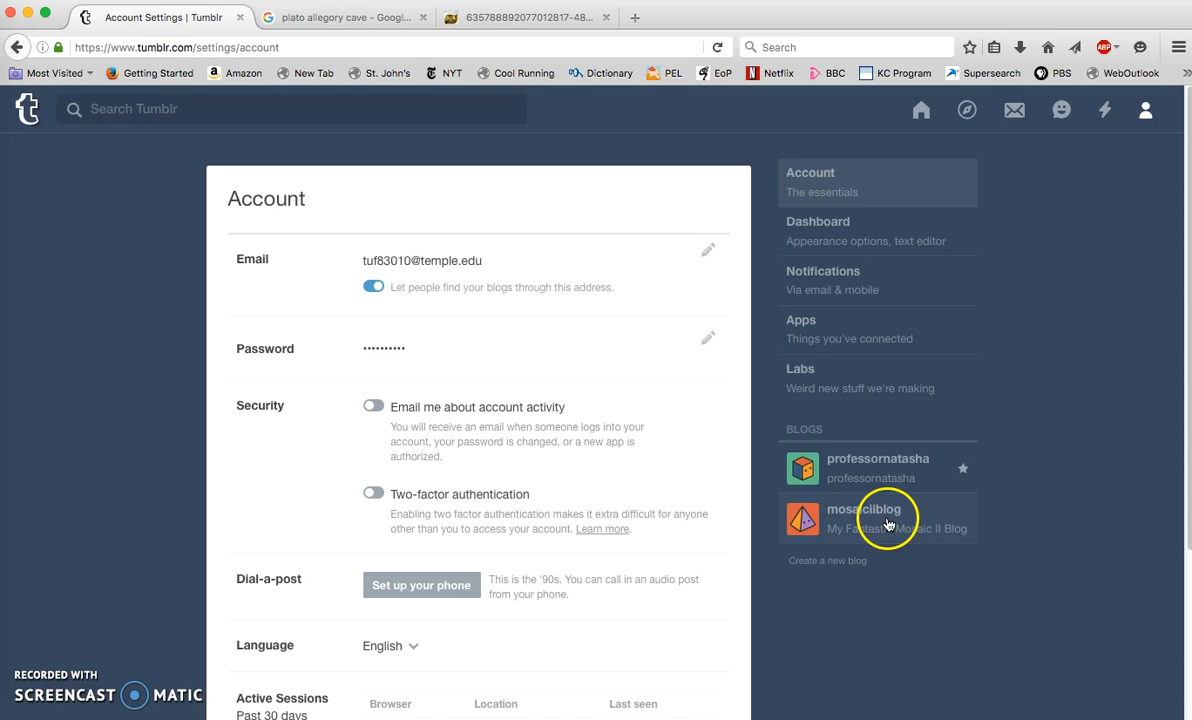 Account Settings | Tumblr
plato allegory cave - Googl...
635788892077012817-48...
https://www.tumblr.com/settings/account
Search
Most Visited
Getting Started
Amazon
New Tab
St. John's
NYT
Cool Running
Dictionary
PEL
EoP
Netflix
BBC
KC Program
Supersearch
PBS
WebOutlook
Search Tumblr
Account
Email
tuf83010@temple.edu
Let people find your blogs through this address.
Password
Security
Email me about account activity
You will receive an email when someone logs into your
account, your password is changed, or a new app is
authorized.
Two-factor authentication
Enabling two factor authentication makes it extra difficult for anyone
other than you to access your account. Learn more.
Dial-a-post
Set up your phone
This is the '90s. You can call in an audio post
from your phone.
Language
English
Active Sessions
Past 30 days
Browser
Location
Last seen
Account
The essentials
Dashboard
Appearance options, text editor
Notifications
Via email & mobile
Apps
Things you've connected
Labs
Weird new stuff we're making
BLOGS
professornatasha
professornatasha
mosaiciiblog
My Fantastic Mosaic II Blog
Create a new blog
RECORDED WITH
SCREENCAST MATIC